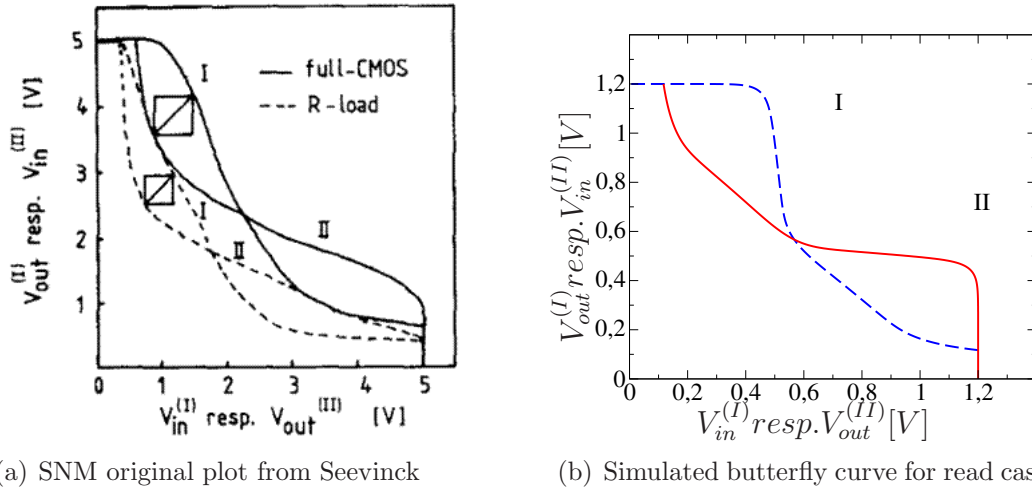 V_out^(I) resp. V_in^(II) [V]
5
4
3
2
1
I
full-CMOS
R-load
I
II
II
0 1 2 3 4 5
V_in^(I) resp. V_out^(II) [V]
(a) SNM original plot from Seevinck
V_out^(I) resp. V_in^(II) [V]
1,2
1
0,8
0,6
0,4
0,2
0
I
II
0 0,2 0,4 0,6 0,8 1 1,2
V_in^(I) resp. V_out^(II) [V]
(b) Simulated butterfly curve for read cas